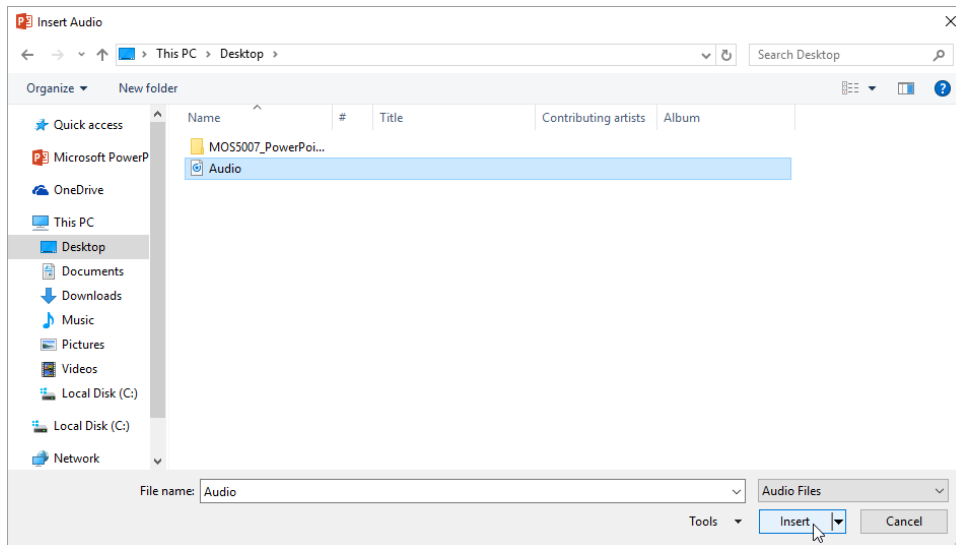 Insert Audio
This PC > Desktop >
Search Desktop
Organize
New folder
Name
#
Title
Contributing artists
Album
Quick access
Microsoft PowerP
OneDrive
This PC
Desktop
Documents
Downloads
Music
Pictures
Videos
Local Disk (C:)
Local Disk (C:)
Network
MOS5007_PowerPoi...
Audio
File name: Audio
Audio Files
Tools
Insert
Cancel